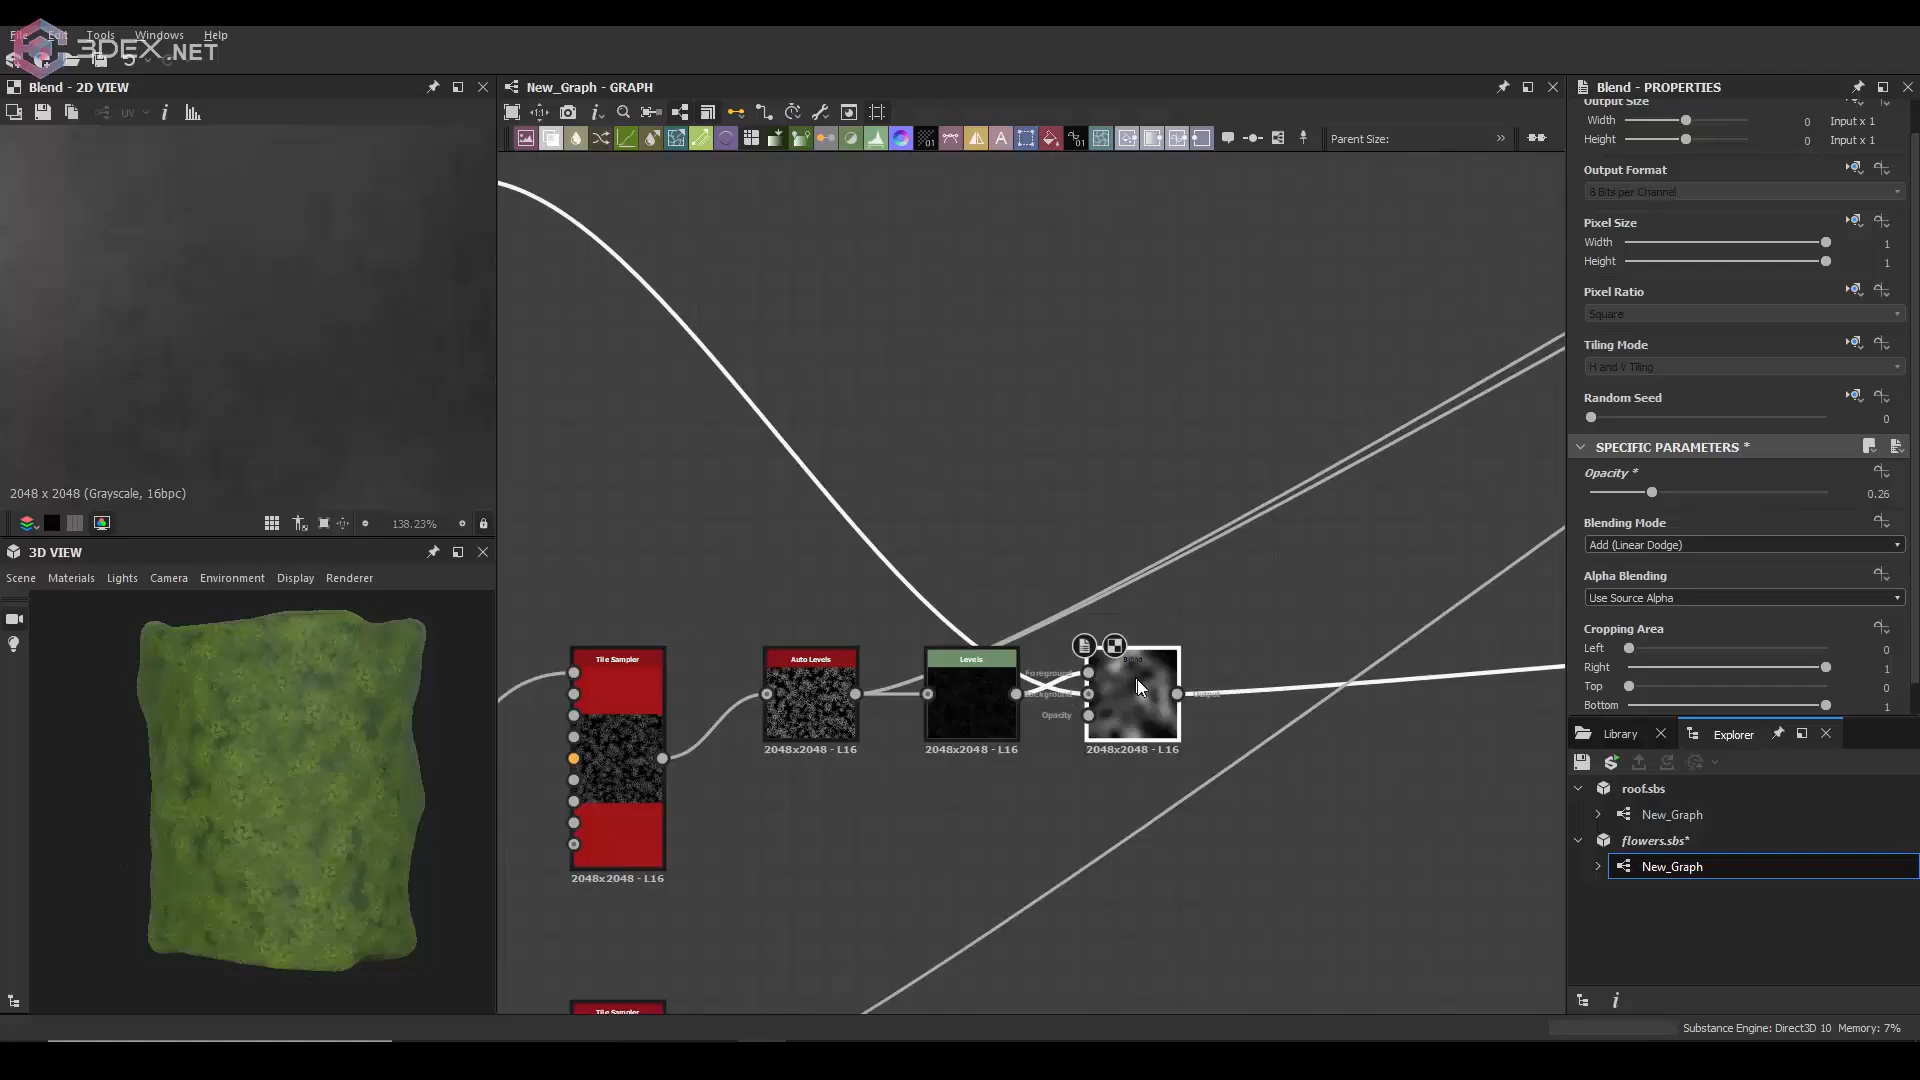 File Edit Tools Windows Help
3DEX.NET
Blend - 2D VIEW
UV
2048 x 2048 (Grayscale, 16bpc)
138.23%
3D VIEW
Scene Materials Lights Camera Environment Display Renderer
New_Graph - GRAPH
Parent Size:
Tile Sampler
2048x2048 - L16
Auto Levels
2048x2048 - L16
Levels
2048x2048 - L16
Foreground
Background
Opacity
Blend
Output
2048x2048 - L16
Tile Sampler
Blend - PROPERTIES
Output Size
Width 0 Input x 1
Height 0 Input x 1
Output Format
8 Bits per Channel
Pixel Size
Width 1
Height 1
Pixel Ratio
Square
Tiling Mode
H and V Tiling
Random Seed
0
SPECIFIC PARAMETERS *
Opacity *
0.26
Blending Mode
Add (Linear Dodge)
Alpha Blending
Use Source Alpha
Cropping Area
Left 0
Right 1
Top 0
Bottom 1
Library Explorer
roof.sbs
New_Graph
flowers.sbs*
New_Graph
Substance Engine: Direct3D 10 Memory: 7%